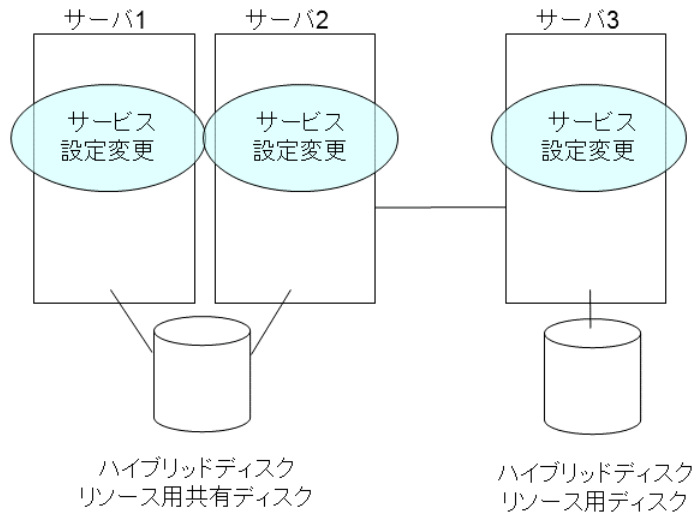 サーバ1
サーバ2
サーバ3
サービス
設定変更
サービス
設定変更
サービス
設定変更
ハイブリッドディスク
リソース用共有ディスク
ハイブリッドディスク
リソース用ディスク